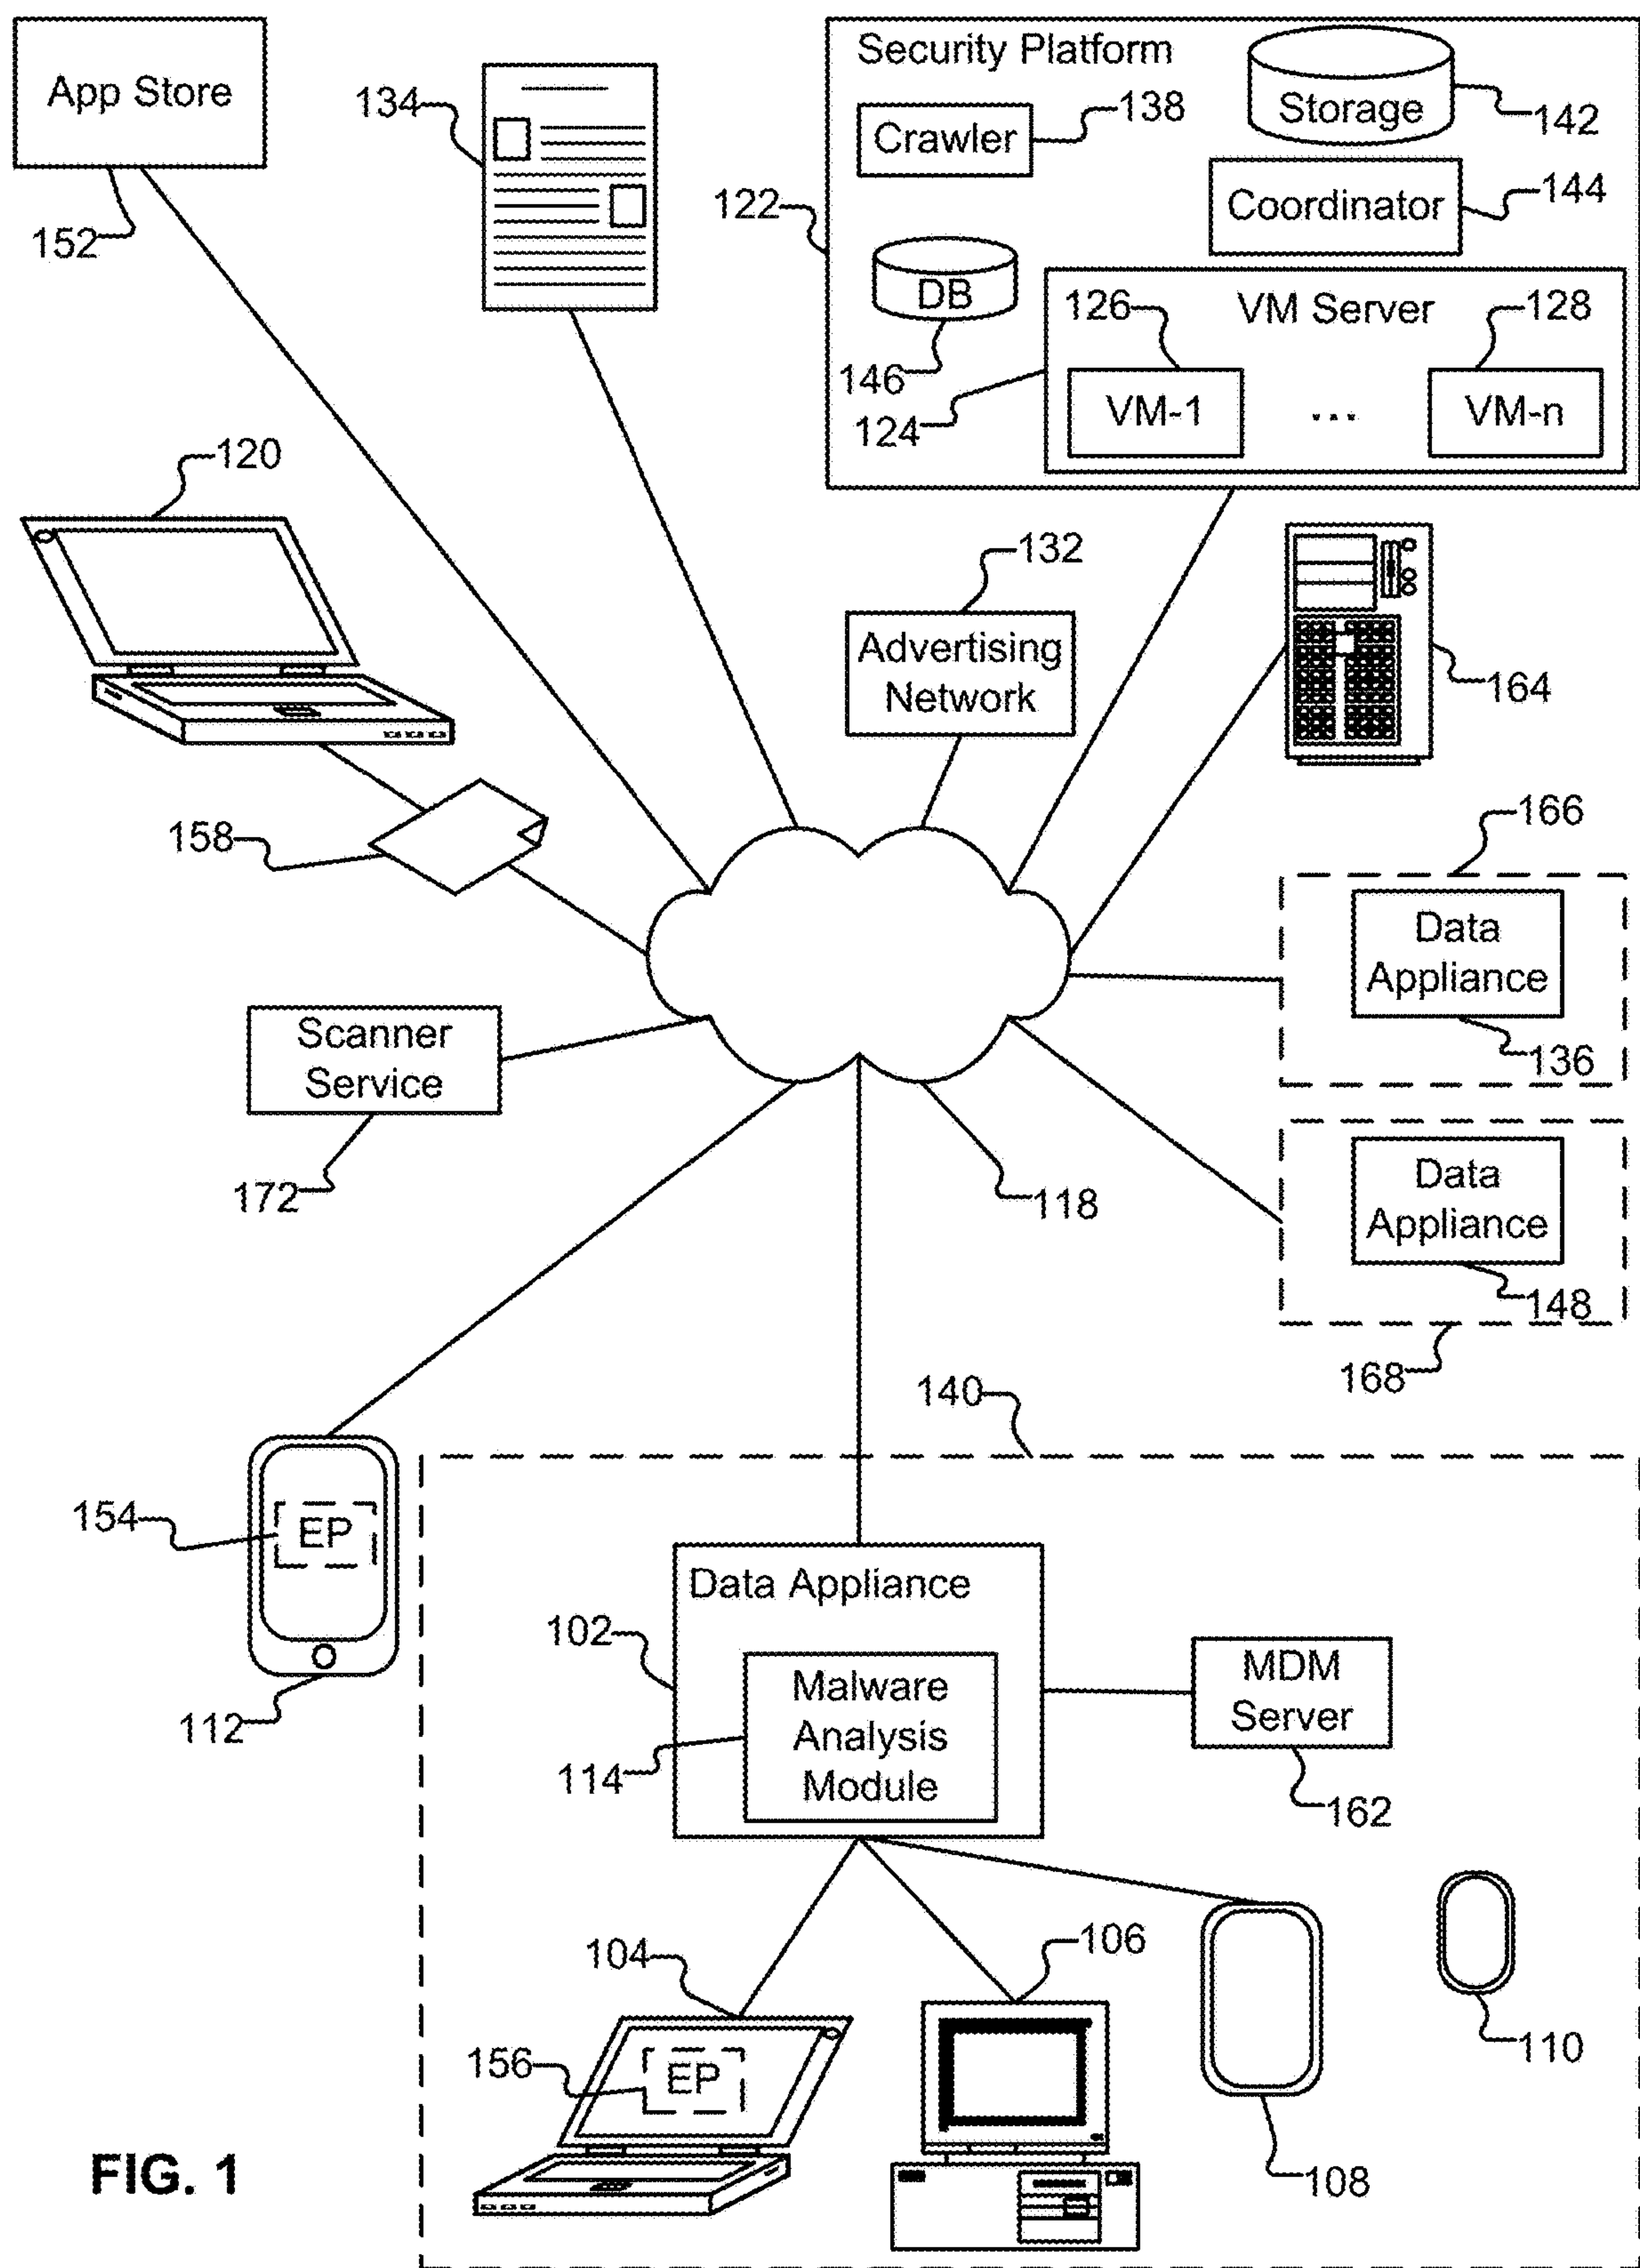 App Store
152
134
Security Platform
Crawler
138
Storage
142
122
Coordinator
144
DB
146
VM Server
126
128
124
VM-1
...
VM-n
120
132
Advertising
Network
164
158
166
Data
Appliance
136
Scanner
Service
172
118
Data
Appliance
148
168
140
154
EP
112
Data Appliance
102
Malware
Analysis
Module
114
MDM
Server
162
104
106
156
EP
110
108
FIG. 1